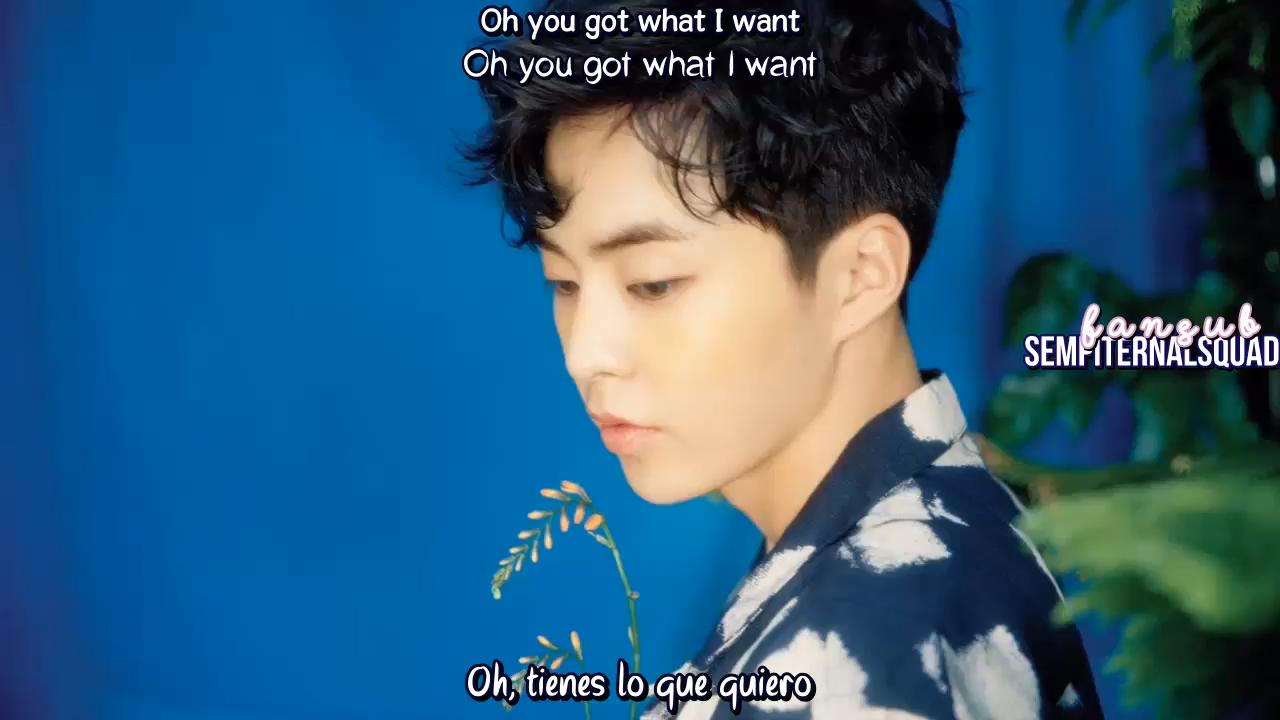 Oh you got what I want
Oh you got what I want
fansub
SEMPITERNALSQUAD
Oh, tienes lo que quiero